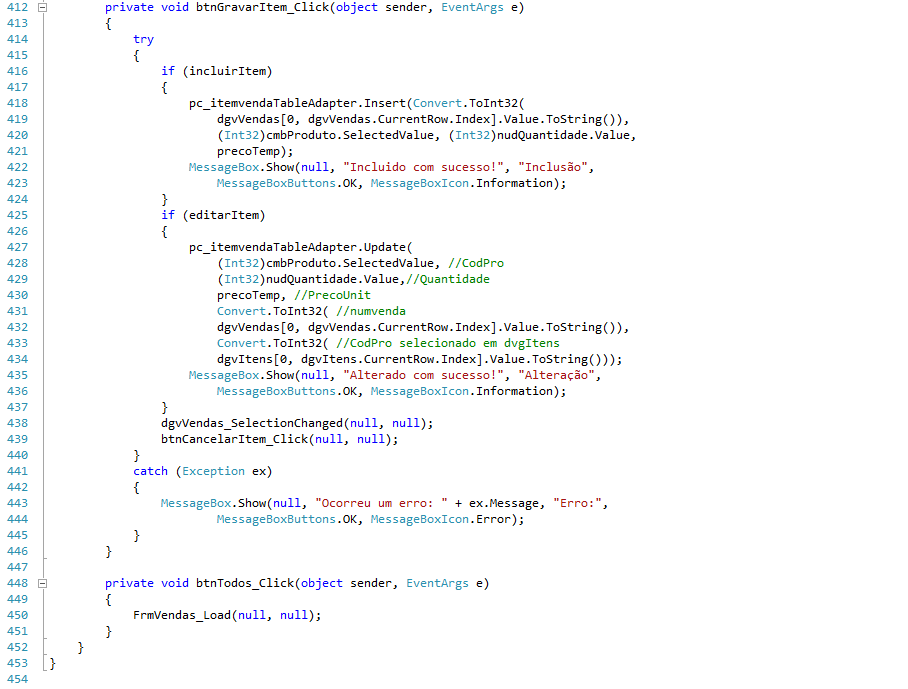 412 private void btnGravarItem_Click(object sender, EventArgs e)
413 {
414 try
415 {
416 if (incluirItem)
417 {
418 pc_itemvendaTableAdapter.Insert(Convert.ToInt32(
419 dgvVendas[0, dgvVendas.CurrentRow.Index].Value.ToString()),
420 (Int32)cmbProduto.SelectedValue, (Int32)nudQuantidade.Value,
421 precoTemp);
422 MessageBox.Show(null, "Incluido com sucesso!", "Inclusão",
423 MessageBoxButtons.OK, MessageBoxIcon.Information);
424 }
425 if (editarItem)
426 {
427 pc_itemvendaTableAdapter.Update(
428 (Int32)cmbProduto.SelectedValue, //CodPro
429 (Int32)nudQuantidade.Value,//Quantidade
430 precoTemp, //PrecoUnit
431 Convert.ToInt32( //numvenda
432 dgvVendas[0, dgvVendas.CurrentRow.Index].Value.ToString()),
433 Convert.ToInt32( //CodPro selecionado em dvgItens
434 dgvItens[0, dgvItens.CurrentRow.Index].Value.ToString()));
435 MessageBox.Show(null, "Alterado com sucesso!", "Alteração",
436 MessageBoxButtons.OK, MessageBoxIcon.Information);
437 }
438 dgvVendas_SelectionChanged(null, null);
439 btnCancelarItem_Click(null, null);
440 }
441 catch (Exception ex)
442 {
443 MessageBox.Show(null, "Ocorreu um erro: " + ex.Message, "Erro:",
444 MessageBoxButtons.OK, MessageBoxIcon.Error);
445 }
446 }
447
448 private void btnTodos_Click(object sender, EventArgs e)
449 {
450 FrmVendas_Load(null, null);
451 }
452 }
453 }
454